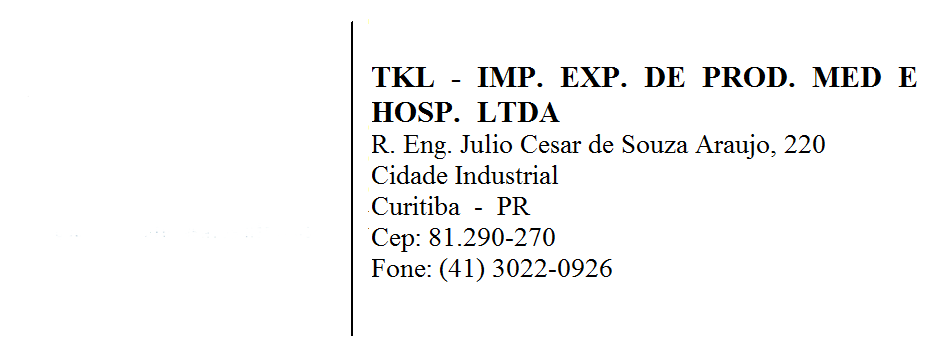 TKL - IMP. EXP. DE PROD. MED E
HOSP. LTDA
R. Eng. Julio Cesar de Souza Araujo, 220
Cidade Industrial
Curitiba - PR
Cep: 81.290-270
Fone: (41) 3022-0926